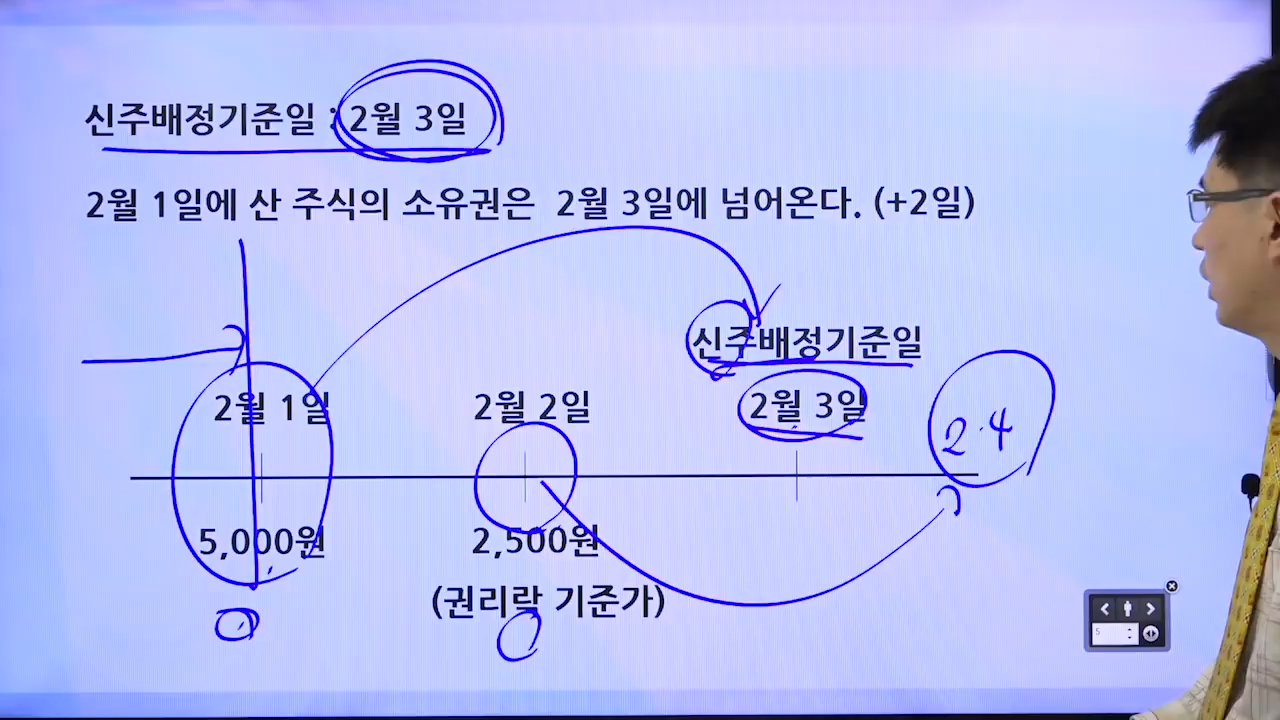 신주배정기준일 : 2월 3일
2월 1일에 산 주식의 소유권은 2월 3일에 넘어온다. (+2일)
신주배정기준일
2월 1일 2월 2일 2월 3일 2.4
5,000원 2,500원
(권리락 기준가)
5